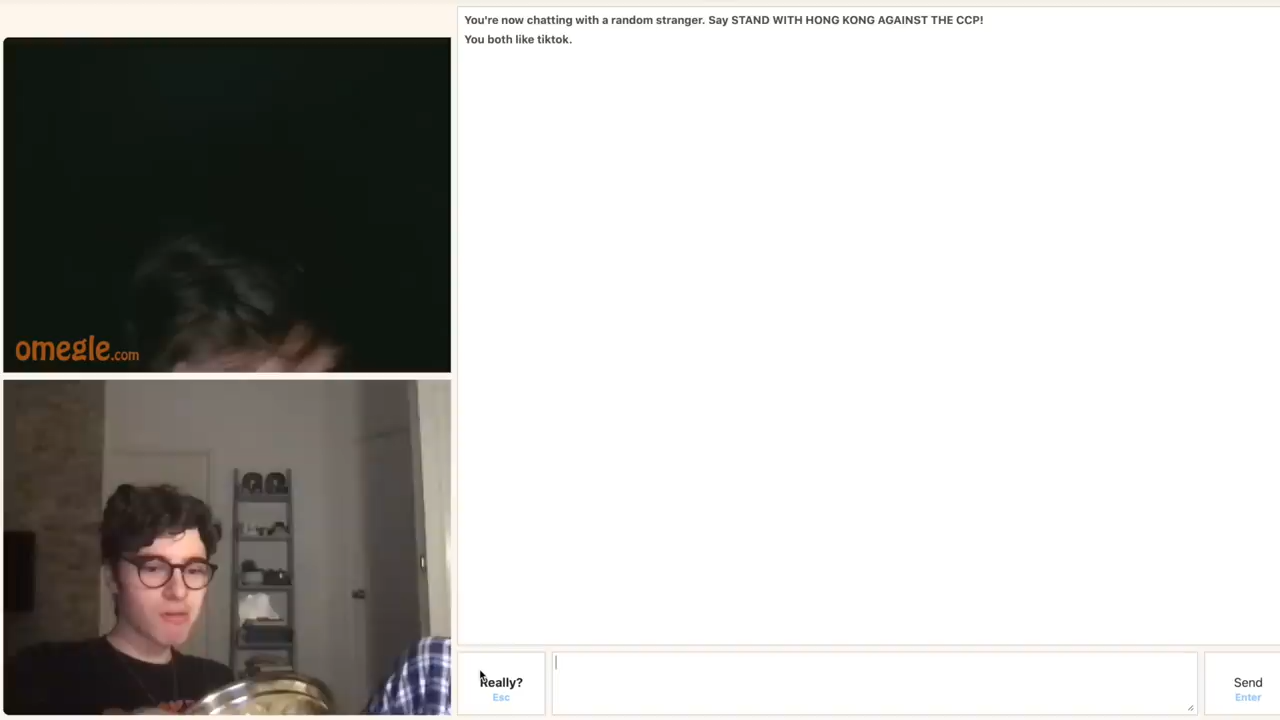 You're now chatting with a random stranger. Say STAND WITH HONG KONG AGAINST THE CCP!
You both like tiktok.
omegle.com
Really?
Esc
Send
Enter